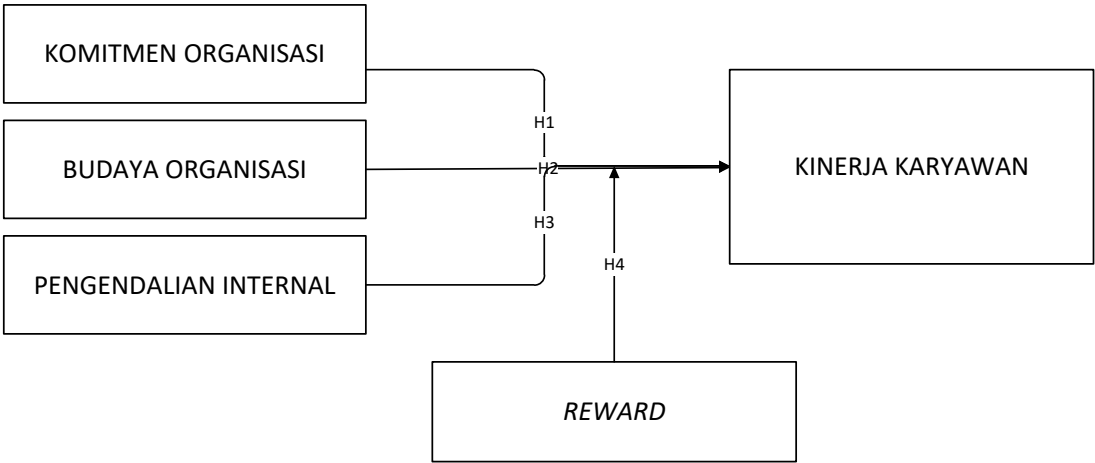 KOMITMEN ORGANISASI
H1
BUDAYA ORGANISASI
H2
KINERJA KARYAWAN
H3
PENGENDALIAN INTERNAL
H4
REWARD